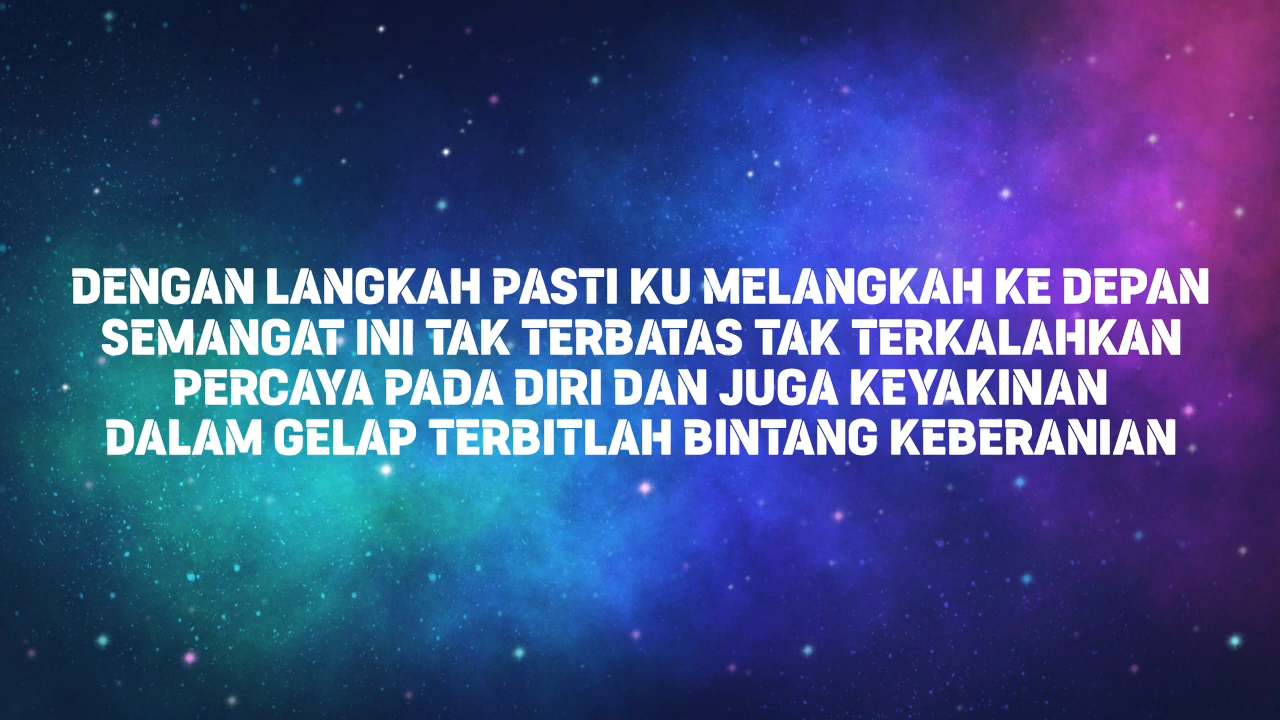 DENGAN LANGKAH PASTI KU MELANGKAH KE DEPAN
SEMANGAT INI TAK TERBATAS TAK TERKALAHKAN
PERCAYA PADA DIRI DAN JUGA KEYAKINAN
DALAM GELAP TERBITLAH BINTANG KEBERANIAN